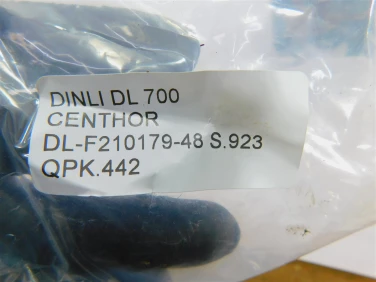 DINLI DL 700
CENTHOR
DL-F210179-48 S.923
QPK.442